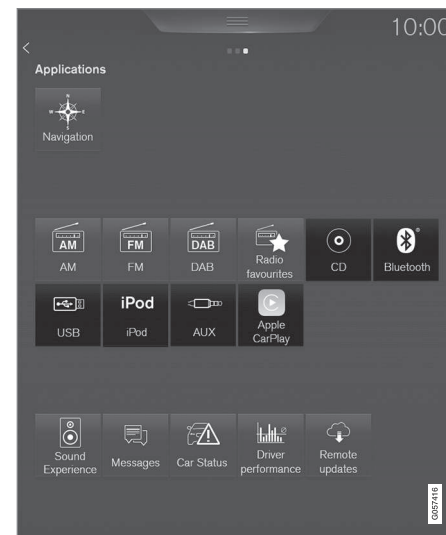 10:00
Applications
N
W E
S
Navigation
AM FM DAB
AM FM DAB Radio favourites CD Bluetooth
iPod
USB iPod AUX Apple CarPlay
Sound Experience Messages Car Status Driver performance Remote updates
G057416